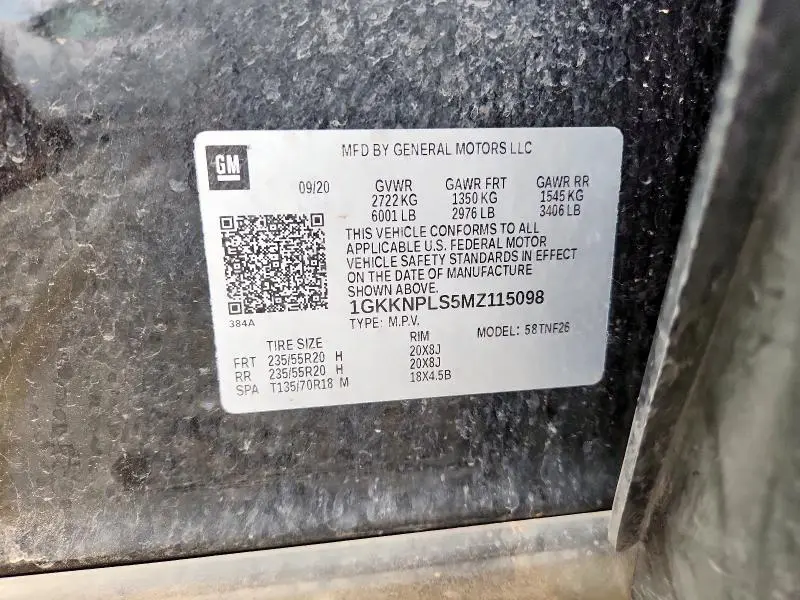 GM
MFD BY GENERAL MOTORS LLC
09/20 GVWR GAWR FRT GAWR RR
2722 KG 1350 KG 1545 KG
6001 LB 2976 LB 3406 LB
THIS VEHICLE CONFORMS TO ALL
APPLICABLE U.S. FEDERAL MOTOR
VEHICLE SAFETY STANDARDS IN EFFECT
ON THE DATE OF MANUFACTURE
SHOWN ABOVE.
1GKKNPLS5MZ115098
384A TYPE: M.P.V. MODEL: 58TNF26
TIRE SIZE RIM
FRT 235/55R20 H 20X8J
RR 235/55R20 H 20X8J
SPA T135/70R18 M 18X4.5B